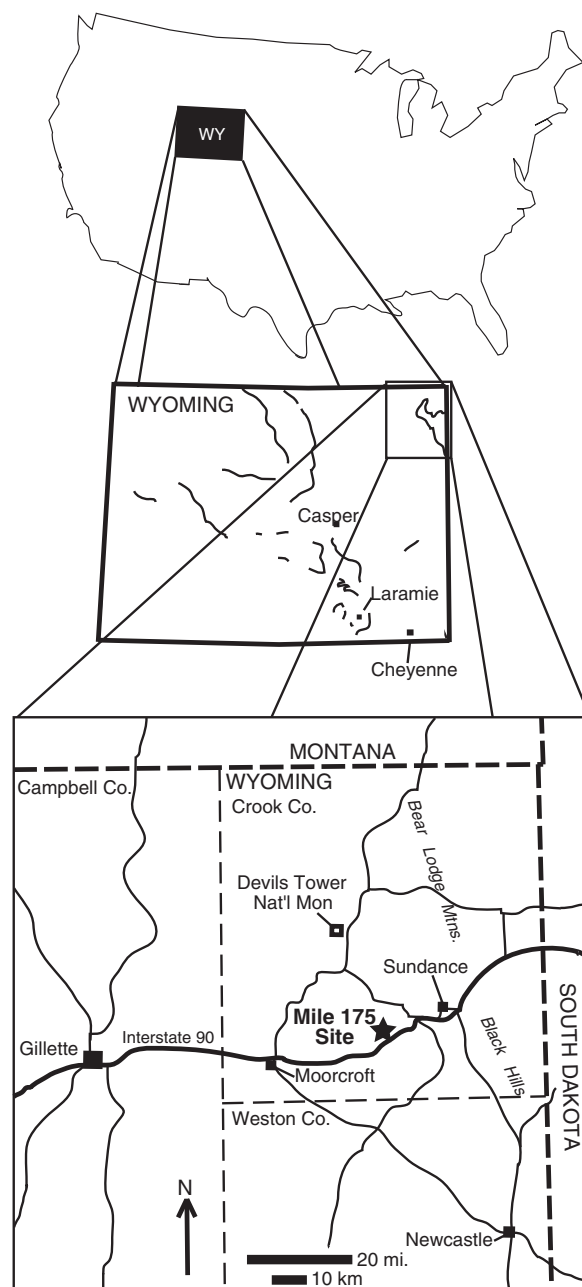 WY
WYOMING
Casper
Laramie
Cheyenne
MONTANA
WYOMING
Campbell Co.
Crook Co.
Bear Lodge Mtns.
Devils Tower
Nat'l Mon
Sundance
Mile 175
Site
Interstate 90
Gillette
Moorcroft
Black Hills
SOUTH DAKOTA
Weston Co.
N
Newcastle
20 mi.
10 km